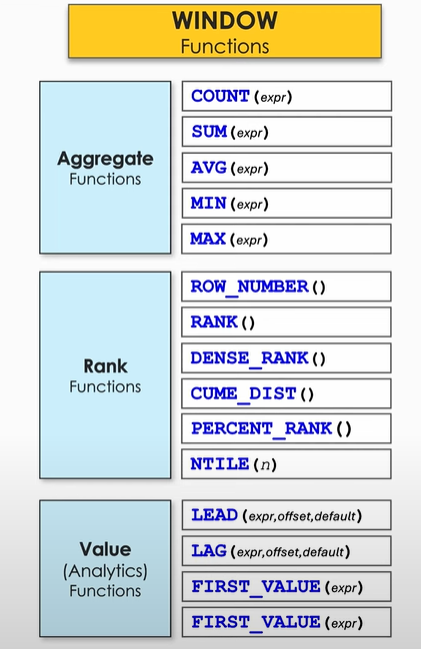 WINDOW
Functions
Aggregate
Functions
COUNT (expr)
SUM (expr)
AVG (expr)
MIN (expr)
MAX (expr)
Rank
Functions
ROW_NUMBER ()
RANK ()
DENSE_RANK ()
CUME_DIST ()
PERCENT_RANK ()
NTILE (n)
Value
(Analytics)
Functions
LEAD (expr,offset,default)
LAG (expr,offset,default)
FIRST_VALUE (expr)
FIRST_VALUE (expr)